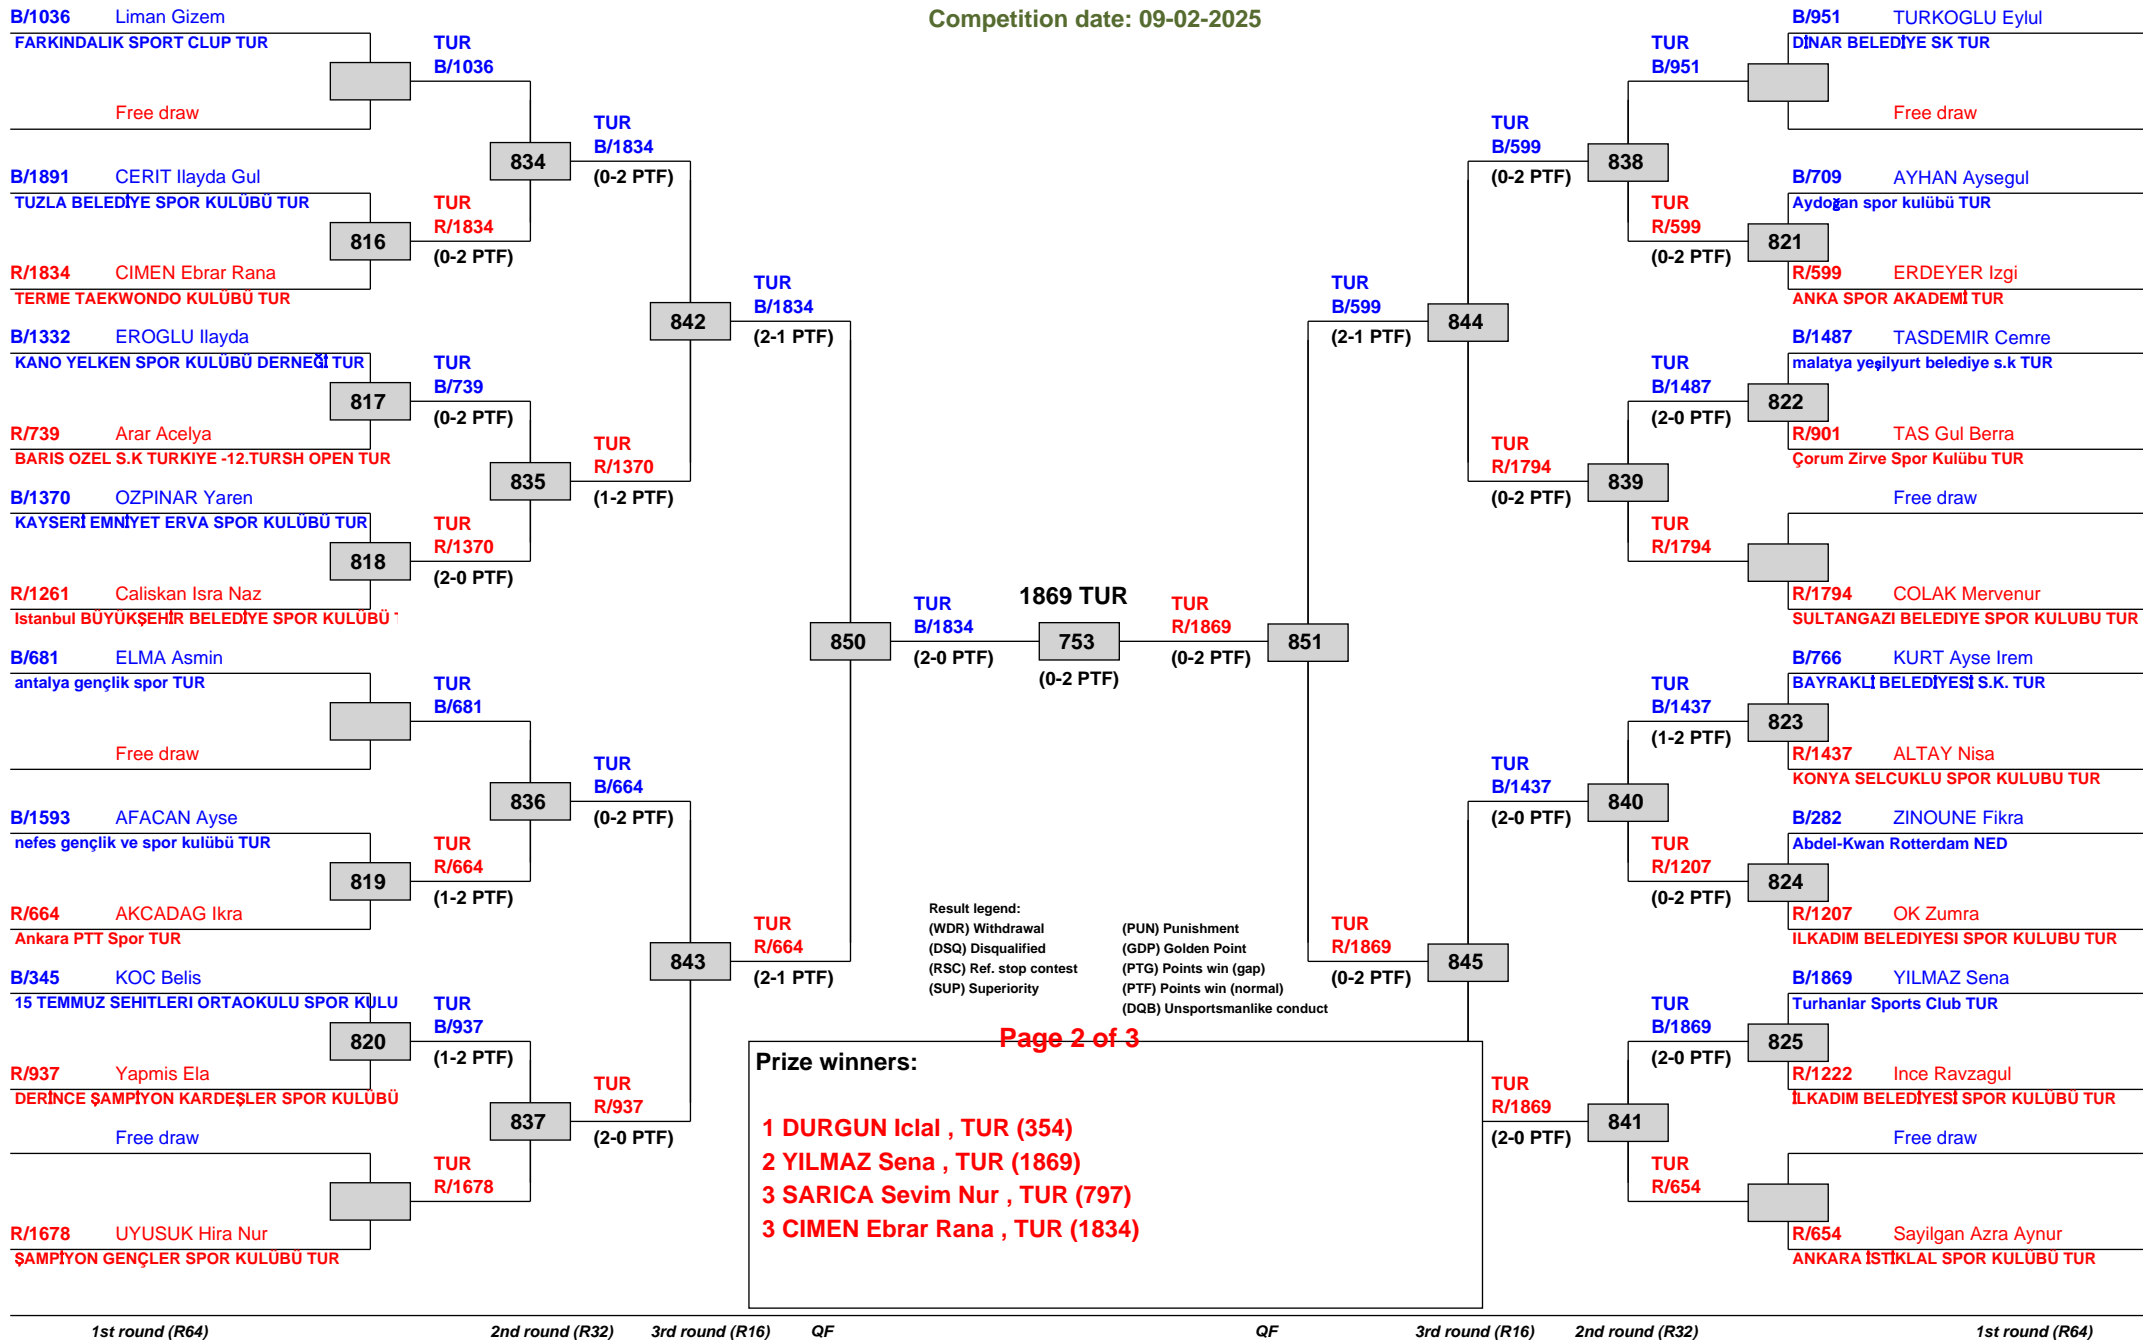 Competition date: 09-02-2025
B/1036 Liman Gizem
FARKINDALIK SPORT CLUP TUR
Free draw
B/1891 CERIT Ilayda Gul
TUZLA BELEDİYE SPOR KULÜBÜ TUR
816
R/1834 CIMEN Ebrar Rana
TERME TAEKWONDO KULÜBÜ TUR
B/1332 EROGLU Ilayda
KANO YELKEN SPOR KULÜBÜ DERNEĞİ TUR
817
R/739 Arar Acelya
BARIS OZEL S.K TURKIYE -12.TURSH OPEN TUR
B/1370 OZPINAR Yaren
KAYSERİ EMNİYET ERVA SPOR KULÜBÜ TUR
818
R/1261 Caliskan Isra Naz
Istanbul BÜYÜKŞEHİR BELEDİYE SPOR KULÜBÜ
B/681 ELMA Asmin
antalya gençlik spor TUR
Free draw
B/1593 AFACAN Ayse
nefes gençlik ve spor kulübü TUR
819
R/664 AKCADAG Ikra
Ankara PTT Spor TUR
B/345 KOC Belis
15 TEMMUZ SEHITLERI ORTAOKULU SPOR KULU
820
R/937 Yapmis Ela
DERİNCE ŞAMPİYON KARDEŞLER SPOR KULÜBÜ
Free draw
R/1678 UYUSUK Hira Nur
ŞAMPİYON GENÇLER SPOR KULÜBÜ TUR
TUR
B/1036
834
TUR
R/1834
(0-2 PTF)
TUR
B/739
(0-2 PTF)
835
TUR
R/1370
(2-0 PTF)
TUR
B/681
836
TUR
R/664
(1-2 PTF)
TUR
B/937
(1-2 PTF)
837
TUR
R/1678
TUR
B/1834
(0-2 PTF)
842
TUR
R/1370
(1-2 PTF)
TUR
B/664
(0-2 PTF)
843
TUR
R/937
(2-0 PTF)
TUR
B/1834
(2-1 PTF)
850
TUR
R/664
(2-1 PTF)
TUR
B/1834
(2-0 PTF)
1869 TUR
753
(0-2 PTF)
TUR
R/1869
(0-2 PTF)
851
TUR
B/599
(2-1 PTF)
844
TUR
R/1869
(0-2 PTF)
845
TUR
B/599
(0-2 PTF)
838
TUR
R/1794
(0-2 PTF)
839
TUR
B/1437
(2-0 PTF)
840
TUR
R/1869
(2-0 PTF)
841
TUR
B/951
TUR
R/599
(0-2 PTF)
TUR
B/1487
(2-0 PTF)
TUR
R/1794
TUR
B/1437
(1-2 PTF)
TUR
R/1207
(0-2 PTF)
TUR
B/1869
(2-0 PTF)
TUR
R/654
B/951 TURKOGLU Eylul
DİNAR BELEDİYE SK TUR
Free draw
B/709 AYHAN Aysegul
Aydoğan spor kulübü TUR
821
R/599 ERDEYER Izgi
ANKA SPOR AKADEMİ TUR
B/1487 TASDEMIR Cemre
malatya yeşilyurt belediye s.k TUR
822
R/901 TAS Gul Berra
Çorum Zirve Spor Kulübu TUR
Free draw
R/1794 COLAK Mervenur
SULTANGAZI BELEDIYE SPOR KULUBU TUR
B/766 KURT Ayse Irem
BAYRAKLİ BELEDİYESİ S.K. TUR
823
R/1437 ALTAY Nisa
KONYA SELCUKLU SPOR KULUBU TUR
B/282 ZINOUNE Fikra
Abdel-Kwan Rotterdam NED
824
R/1207 OK Zumra
ILKADIM BELEDIYESI SPOR KULUBU TUR
B/1869 YILMAZ Sena
Turhanlar Sports Club TUR
825
R/1222 Ince Ravzagul
İLKADIM BELEDİYESİ SPOR KULÜBÜ TUR
Free draw
R/654 Sayilgan Azra Aynur
ANKARA İSTİKLAL SPOR KULÜBÜ TUR
Result legend:
(WDR) Withdrawal (PUN) Punishment
(DSQ) Disqualified (GDP) Golden Point
(RSC) Ref. stop contest (PTG) Points win (gap)
(SUP) Superiority (PTF) Points win (normal)
(DQB) Unsportsmanlike conduct
Page 2 of 3
Prize winners:
1 DURGUN Iclal , TUR (354)
2 YILMAZ Sena , TUR (1869)
3 SARICA Sevim Nur , TUR (797)
3 CIMEN Ebrar Rana , TUR (1834)
1st round (R64) 2nd round (R32) 3rd round (R16) QF QF 3rd round (R16) 2nd round (R32) 1st round (R64)